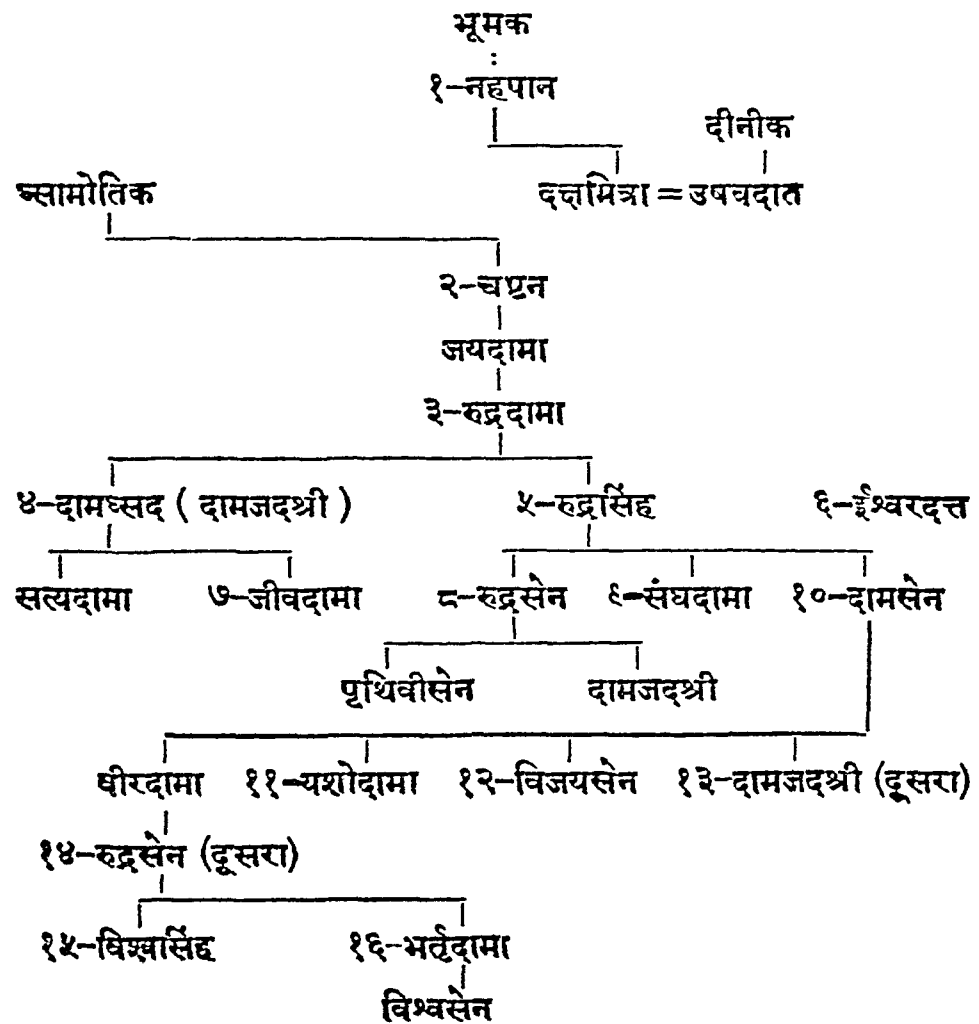 भूमक
१-नहपान
दीनीक
घ्सामोतिक
दक्षमित्रा = उषवदात
२-चष्टन
जयदामा
३-रुद्रदामा
४-दामघ्सद ( दामजदश्री ) ५-रुद्रसिंह ६-ईश्वरदत्त
सत्यदामा ७-जीवदामा ८-रुद्रसेन ९-संघदामा १०-दामसेन
पृथिवीसेन दामजदश्री
वीरदामा ११-यशोदामा १२-विजयसेन १३-दामजदश्री (दूसरा)
१४-रुद्रसेन (दूसरा)
१५-विश्वसिंह १६-भर्तृदामा
विश्वसेन